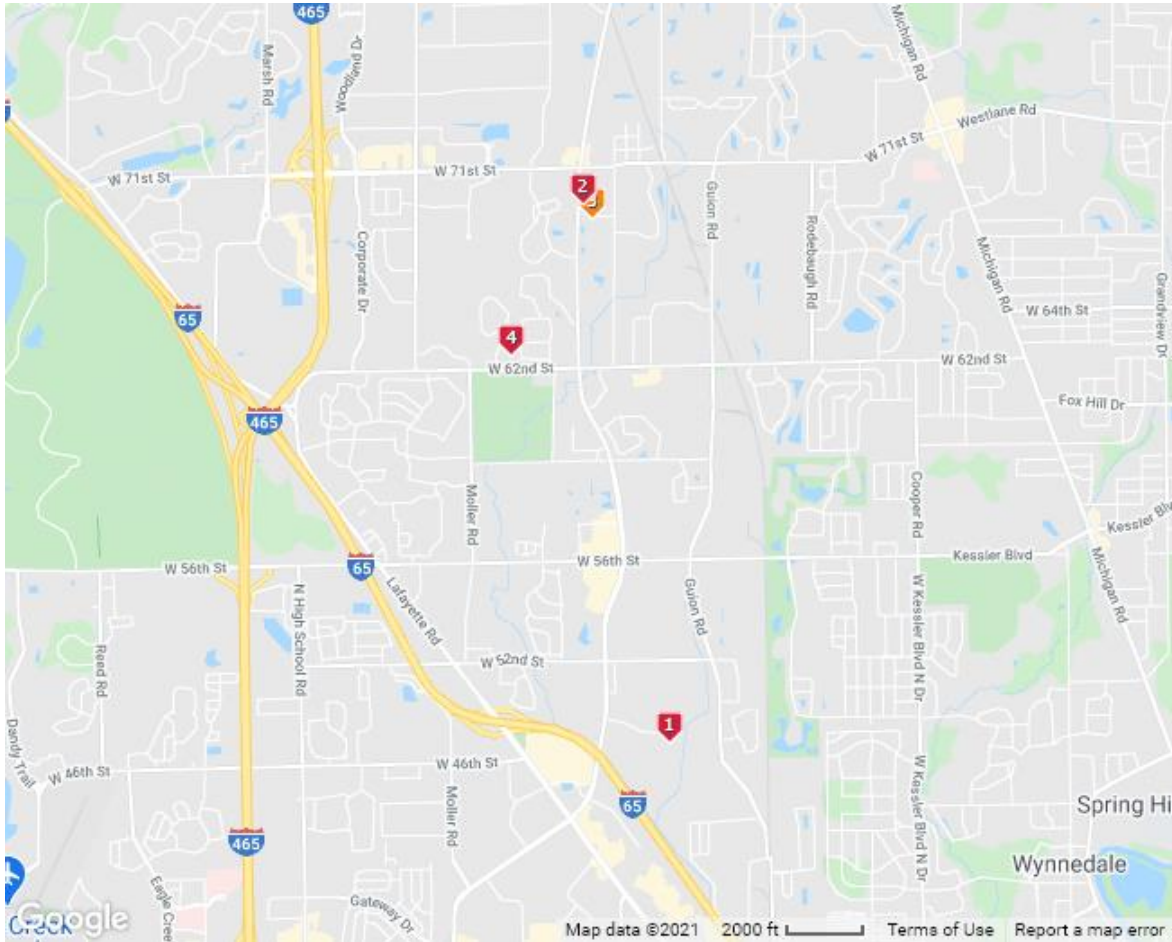 465
Michigan Rd
Marsh Rd
Woodland Dr
Westlane Rd
W 71st St
W 71st St
W 71st St
2
Guion Rd
Rodebaugh Rd
Corporate Dr
Michigan Rd
Grandview Dr
65
W 64th St
4
W 62nd St
W 62nd St
Fox Hill Dr
465
Moller Rd
Cooper Rd
Kessler Blv
W 56th St
W 56th St
Kessler Blvd
65
Lafayette Rd
Guion Rd
Michigan Rd
N High School Rd
W Kessler Blvd N Dr
Reed Rd
W 52nd St
1
Dandy Trail
W 46th St
W 46th St
Moller Rd
W Kessler Blvd N Dr
65
Spring Hi
465
Wynnedale
Eagle Cree
Gateway Dr
Creek
Google
Map data ©2021 2000 ft Terms of Use Report a map error